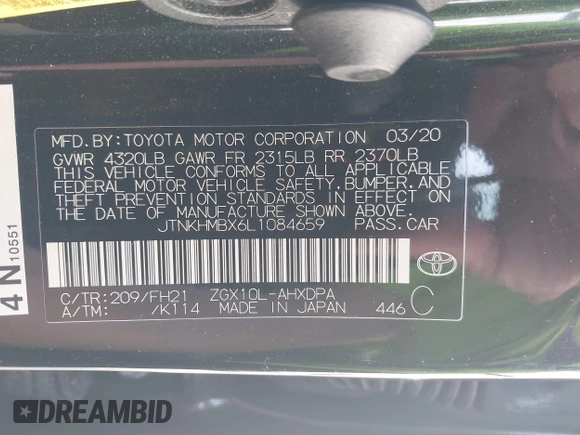 MFD.BY:TOYOTA MOTOR CORPORATION 03/20
GVWR 4320LB GAWR FR 2315LB RR 2370LB
THIS VEHICLE CONFORMS TO ALL APPLICABLE
FEDERAL MOTOR VEHICLE SAFETY,BUMPER,AND
THEFT PREVENTION STANDARDS IN EFFECT ON
THE DATE OF MANUFACTURE SHOWN ABOVE.
JTNKHMBX6L1084659 PASS.CAR
C/TR:209/FH21 ZGX10L-AHXDPA
A/TM: /K114 MADE IN JAPAN 446 C
4 N 10551
DREAMBID